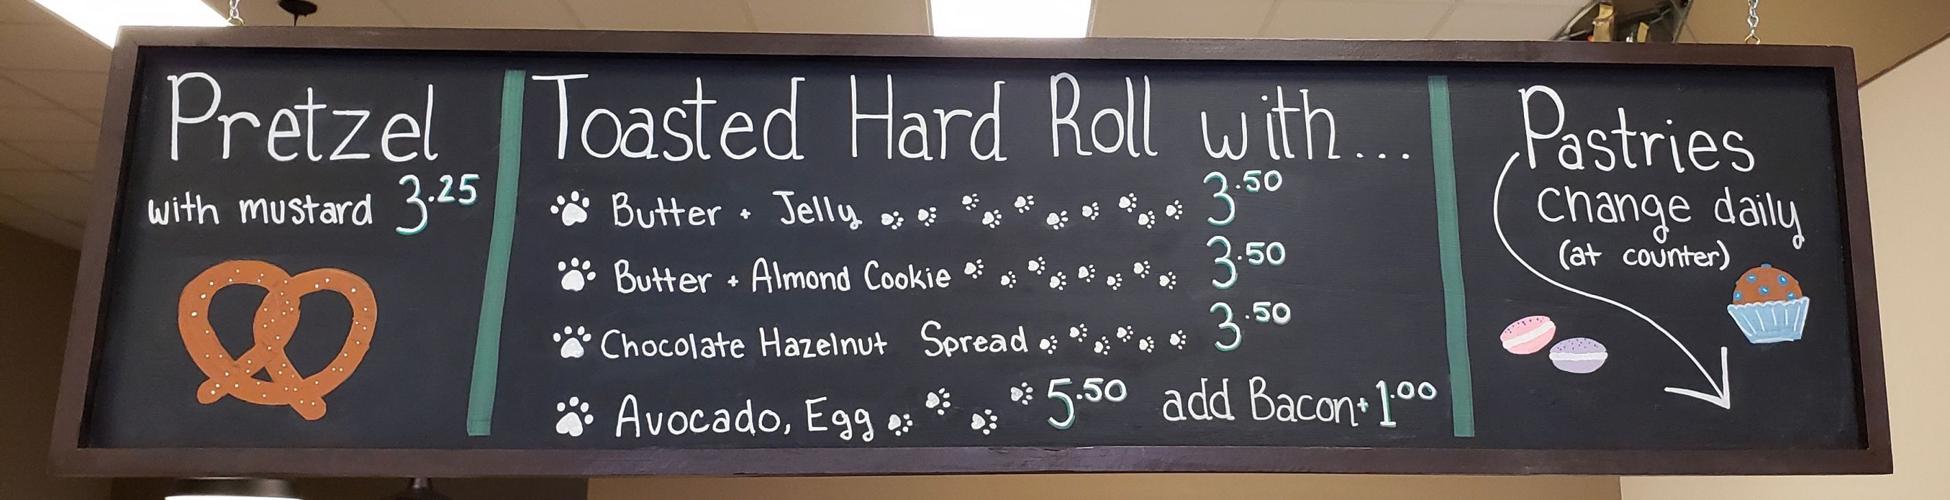 Pretzel
with mustard 3.25
Toasted Hard Roll with...
Butter + Jelly 3.50
Butter + Almond Cookie 3.50
Chocolate Hazelnut Spread 3.50
Avocado, Egg 5.50 add Bacon + 1.00
Pastries
change daily
(at counter)